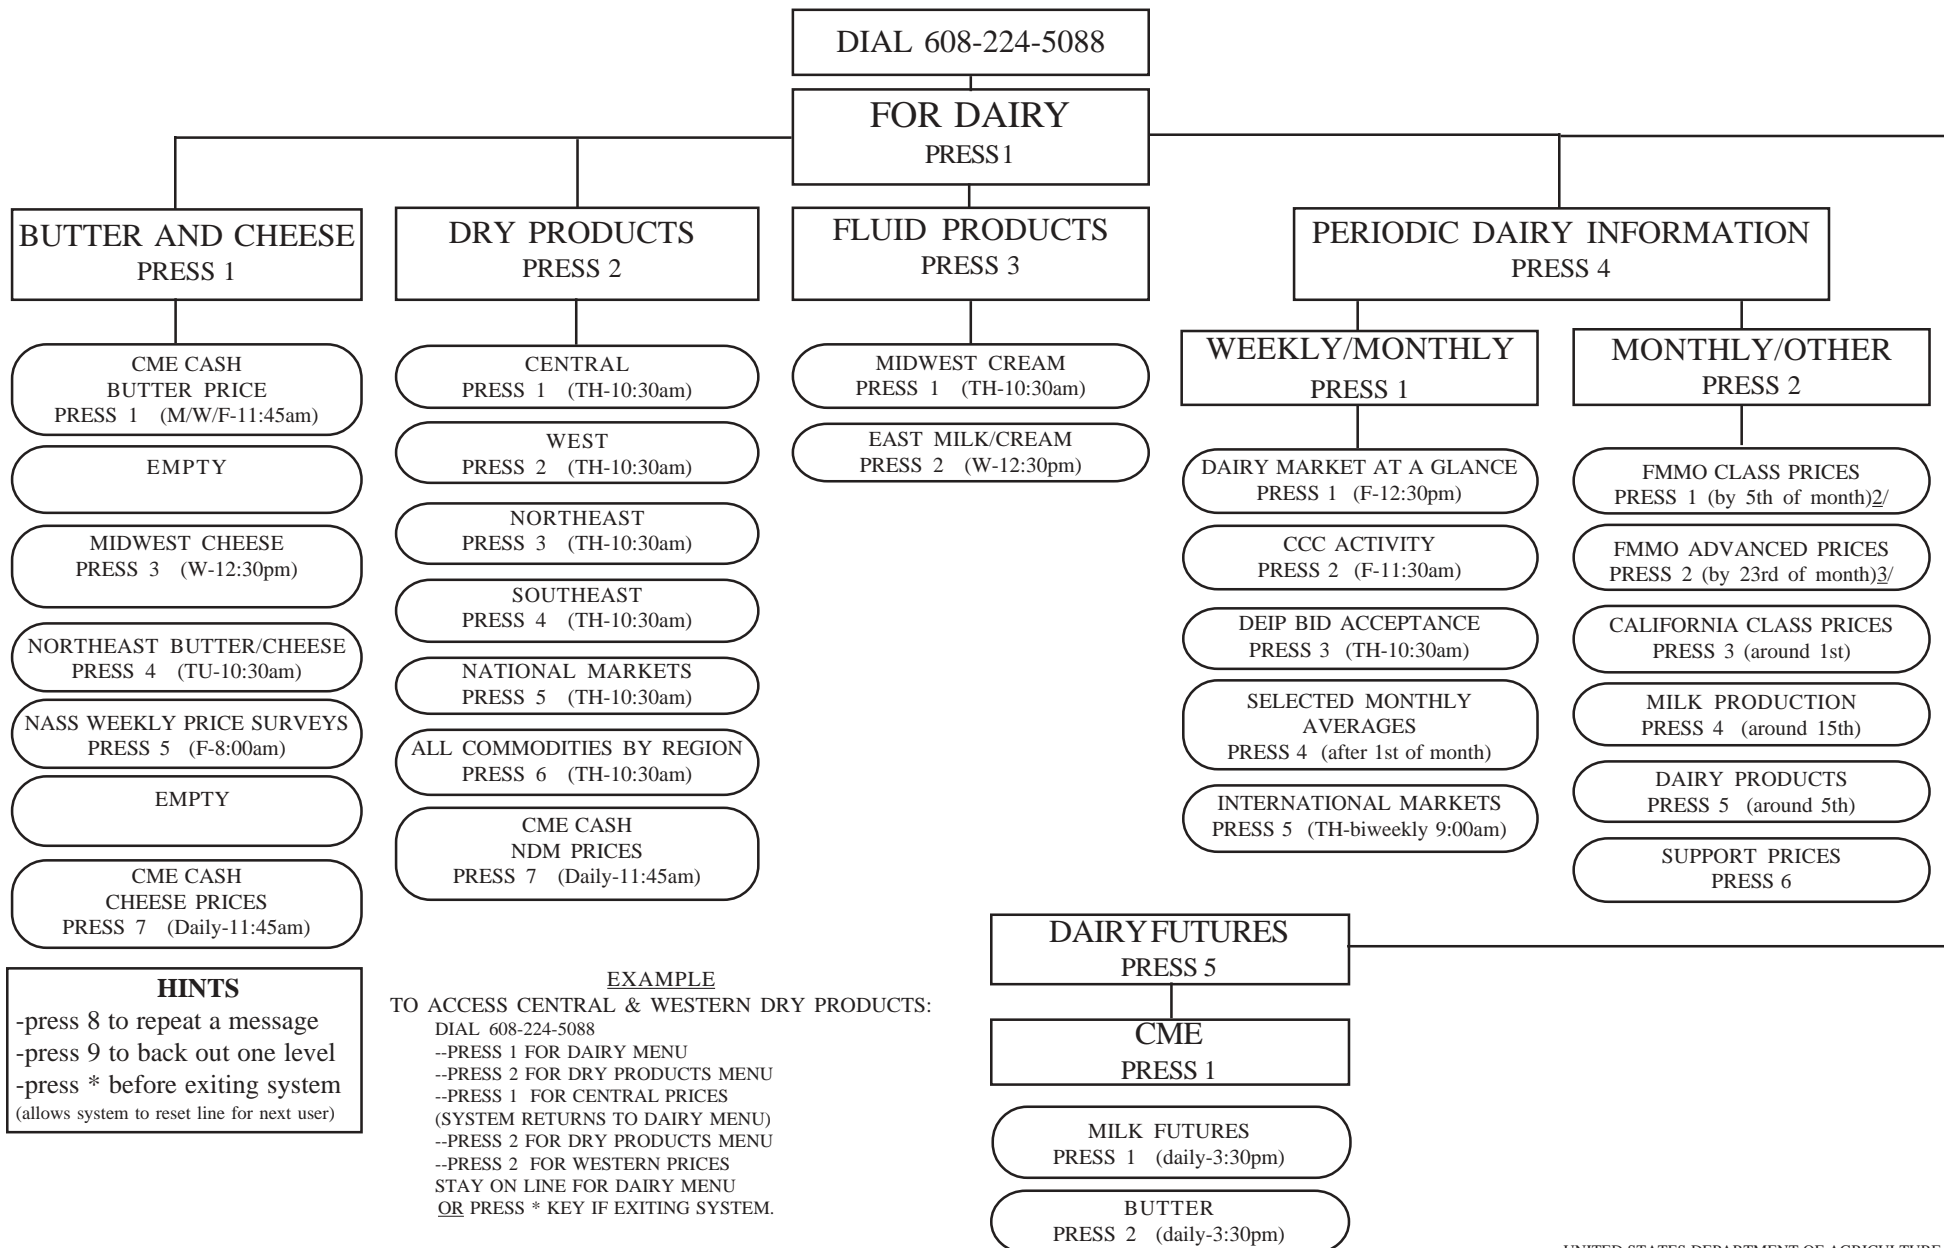 DIAL 608-224-5088
FOR DAIRY
PRESS 1
BUTTER AND CHEESE
PRESS 1
CME CASH
BUTTER PRICE
PRESS 1 (M/W/F-11:45am)
EMPTY
MIDWEST CHEESE
PRESS 3 (W-12:30pm)
NORTHEAST BUTTER/CHEESE
PRESS 4 (TU-10:30am)
NASS WEEKLY PRICE SURVEYS
PRESS 5 (F-8:00am)
EMPTY
CME CASH
CHEESE PRICES
PRESS 7 (Daily-11:45am)
DRY PRODUCTS
PRESS 2
CENTRAL
PRESS 1 (TH-10:30am)
WEST
PRESS 2 (TH-10:30am)
NORTHEAST
PRESS 3 (TH-10:30am)
SOUTHEAST
PRESS 4 (TH-10:30am)
NATIONAL MARKETS
PRESS 5 (TH-10:30am)
ALL COMMODITIES BY REGION
PRESS 6 (TH-10:30am)
CME CASH
NDM PRICES
PRESS 7 (Daily-11:45am)
FLUID PRODUCTS
PRESS 3
MIDWEST CREAM
PRESS 1 (TH-10:30am)
EAST MILK/CREAM
PRESS 2 (W-12:30pm)
PERIODIC DAIRY INFORMATION
PRESS 4
WEEKLY/MONTHLY
PRESS 1
DAIRY MARKET AT A GLANCE
PRESS 1 (F-12:30pm)
CCC ACTIVITY
PRESS 2 (F-11:30am)
DEIP BID ACCEPTANCE
PRESS 3 (TH-10:30am)
SELECTED MONTHLY
AVERAGES
PRESS 4 (after 1st of month)
INTERNATIONAL MARKETS
PRESS 5 (TH-biweekly 9:00am)
MONTHLY/OTHER
PRESS 2
FMMO CLASS PRICES
PRESS 1 (by 5th of month)2/
FMMO ADVANCED PRICES
PRESS 2 (by 23rd of month)3/
CALIFORNIA CLASS PRICES
PRESS 3 (around 1st)
MILK PRODUCTION
PRESS 4 (around 15th)
DAIRY PRODUCTS
PRESS 5 (around 5th)
SUPPORT PRICES
PRESS 6
DAIRY FUTURES
PRESS 5
CME
PRESS 1
MILK FUTURES
PRESS 1 (daily-3:30pm)
BUTTER
PRESS 2 (daily-3:30pm)
HINTS
-press 8 to repeat a message
-press 9 to back out one level
-press * before exiting system
(allows system to reset line for next user)
EXAMPLE
TO ACCESS CENTRAL & WESTERN DRY PRODUCTS:
DIAL 608-224-5088
--PRESS 1 FOR DAIRY MENU
--PRESS 2 FOR DRY PRODUCTS MENU
--PRESS 1 FOR CENTRAL PRICES
(SYSTEM RETURNS TO DAIRY MENU)
--PRESS 2 FOR DRY PRODUCTS MENU
--PRESS 2 FOR WESTERN PRICES
STAY ON LINE FOR DAIRY MENU
OR PRESS * KEY IF EXITING SYSTEM.
UNITED STATES DEPARTMENT OF AGRICULTURE